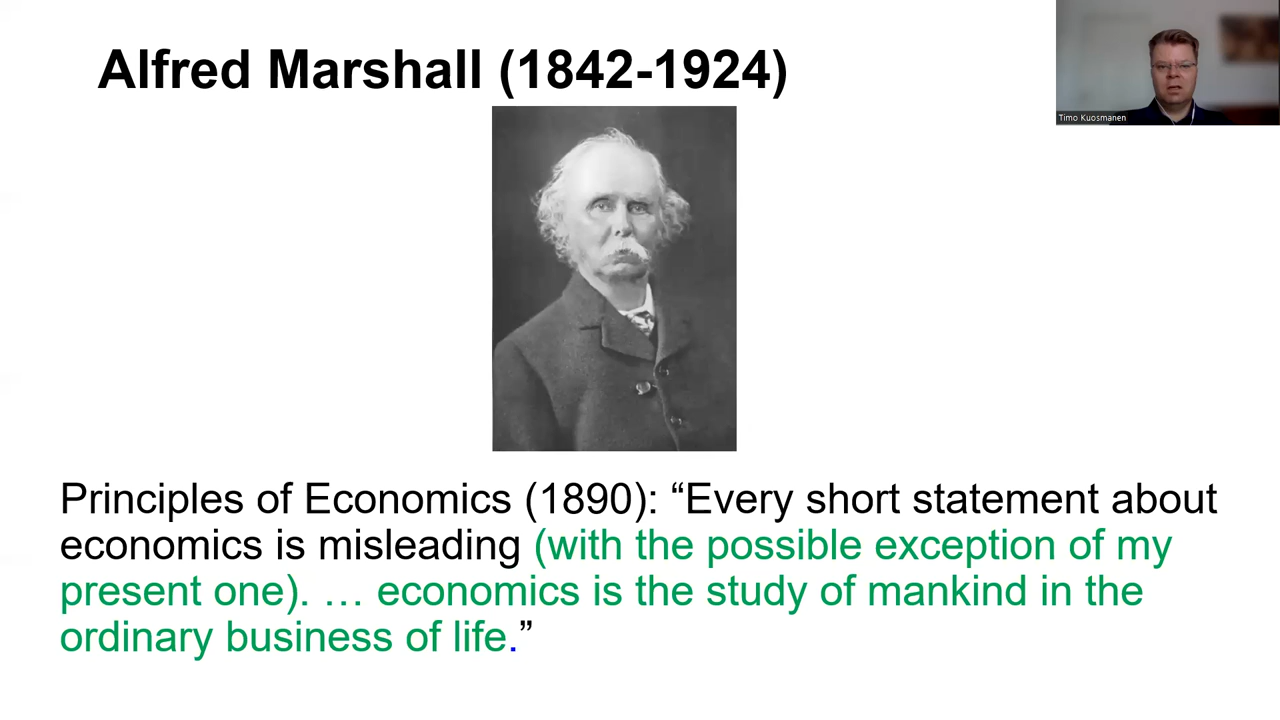 Alfred Marshall (1842-1924)
Timo Kuosmanen
Principles of Economics (1890): “Every short statement about
economics is misleading (with the possible exception of my
present one). … economics is the study of mankind in the
ordinary business of life.”